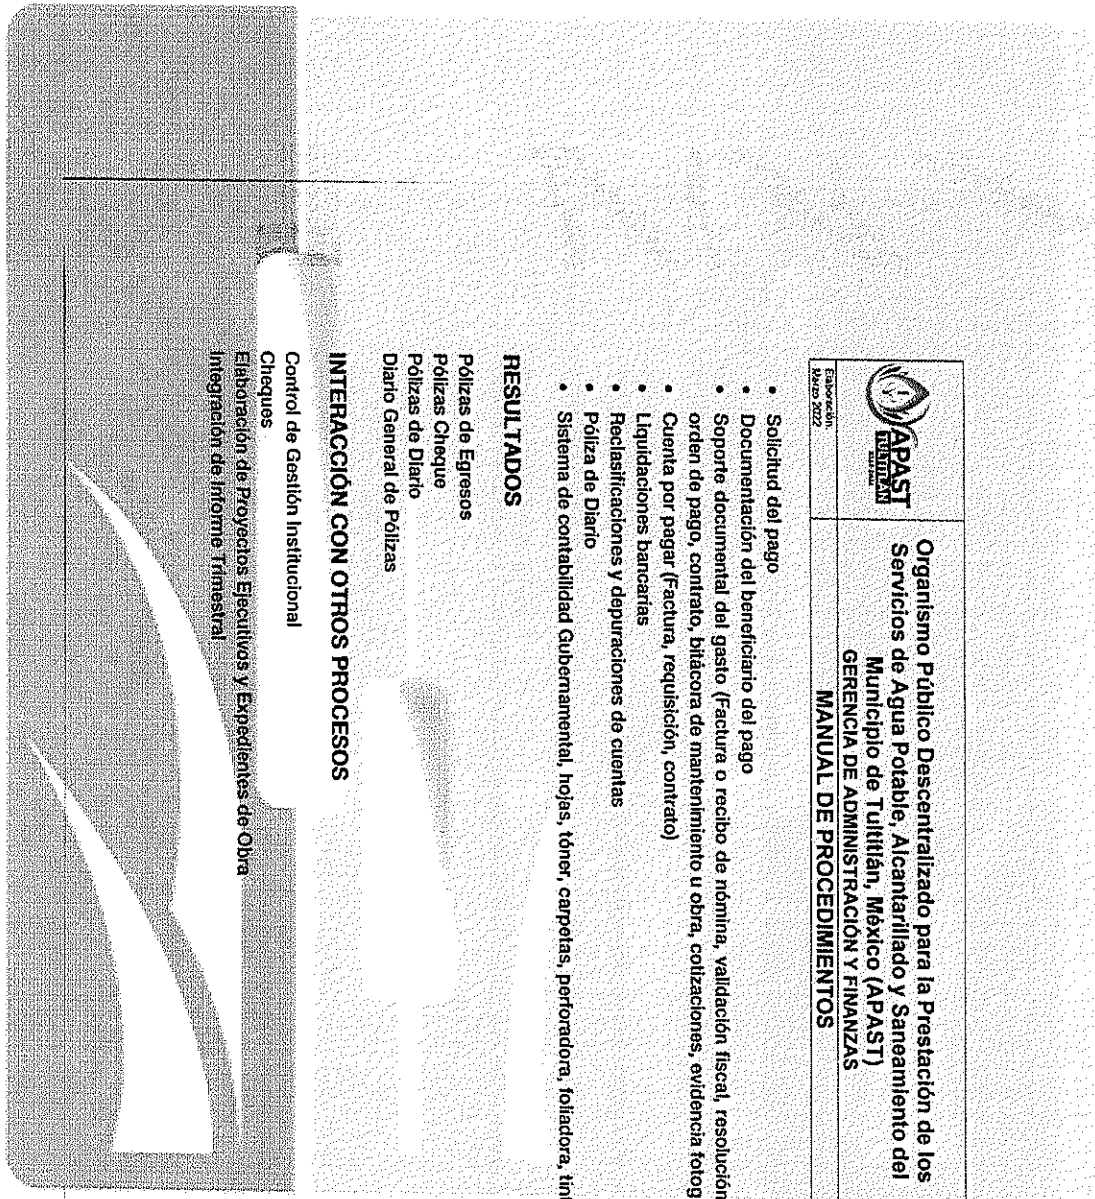 APAST
TULTITLÁN
Elaboración:
Marzo 2022
Organismo Público Descentralizado para la Prestación de los
Servicios de Agua Potable, Alcantarillado y Saneamiento del
Municipio de Tultitlán, México (APAST)
GERENCIA DE ADMINISTRACIÓN Y FINANZAS
MANUAL DE PROCEDIMIENTOS
• Solicitud del pago
• Documentación del beneficiario del pago
• Soporte documental del gasto (Factura o recibo de nómina, validación fiscal, resolución
orden de pago, contrato, bitácora de mantenimiento u obra, cotizaciones, evidencia fotog
• Cuenta por pagar (Factura, requisición, contrato)
• Liquidaciones bancarias
• Reclasificaciones y depuraciones de cuentas
• Póliza de Diario
• Sistema de contabilidad Gubernamental, hojas, tóner, carpetas, perforadora, foliadora, tin
RESULTADOS
Pólizas de Egresos
Pólizas Cheque
Pólizas de Diario
Diario General de Pólizas
INTERACCIÓN CON OTROS PROCESOS
Control de Gestión Institucional
Cheques
Elaboración de Proyectos Ejecutivos y Expedientes de Obra
Integración de Informe Trimestral